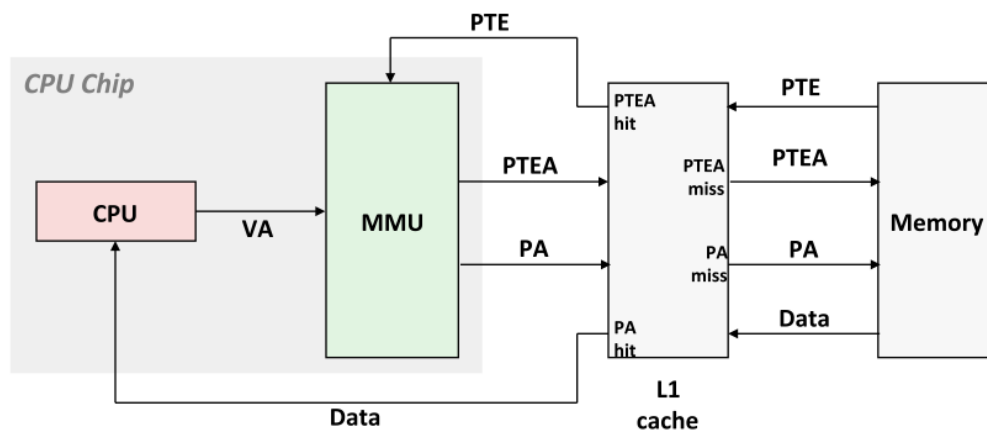 PTE
CPU Chip
PTEA
hit
PTE
PTEA
PTEA
miss
PTEA
CPU
VA
MMU
Memory
PA
PA
miss
PA
PA
hit
Data
L1
cache
Data